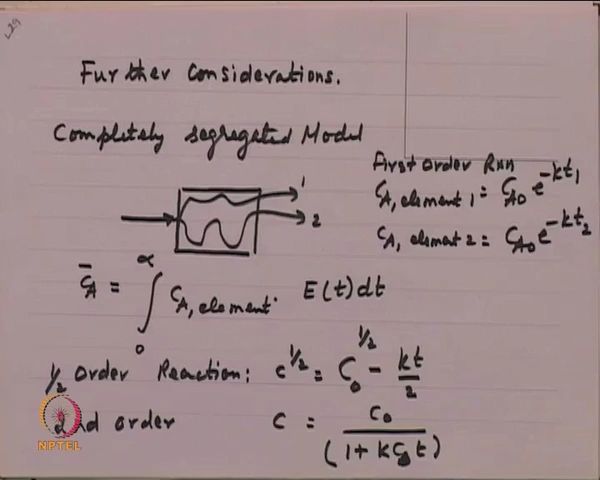 L29
Further Considerations.
Completely segregated Model
First order Rxn
C_A, element 1 = C_A0 e^-kt_1
C_A, element 2 = C_A0 e^-kt_2
1
2
C̄_A = ∫_0^α C_A, element. E(t)dt
1/2 order Reaction: c^1/2 = C_0^1/2 - kt/2
2nd order C = C_0/(1 + kC_0t)
NPTEL